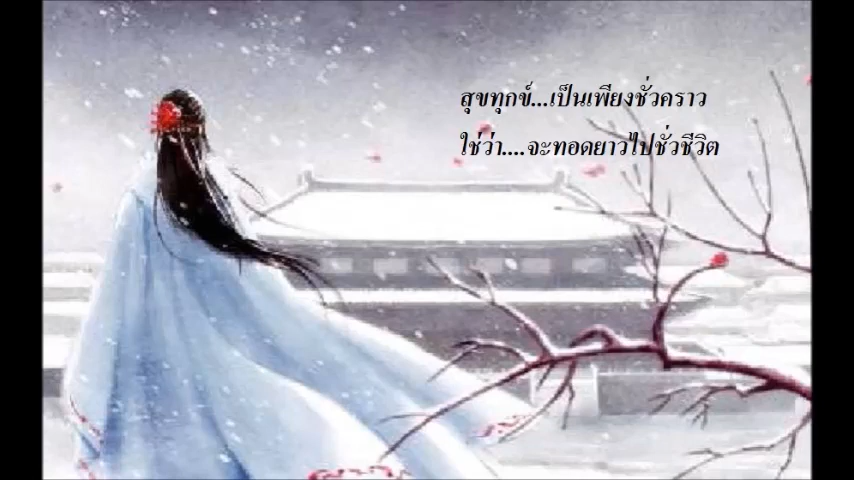 สุขทุกข์...เป็นเพียงชั่วคราว
ใช่ว่า....จะทอดยาวไปชั่วชีวิต